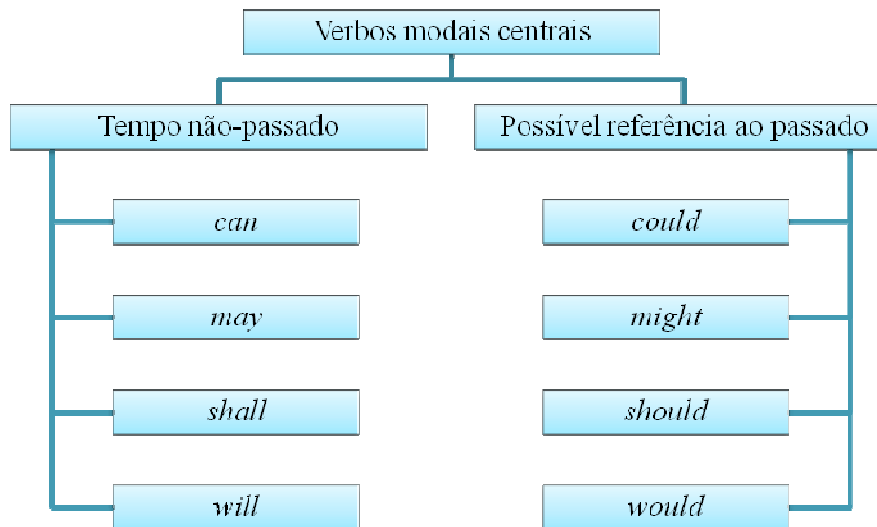 Verbos modais centrais
Tempo não-passado
Possível referência ao passado
can
could
may
might
shall
should
will
would